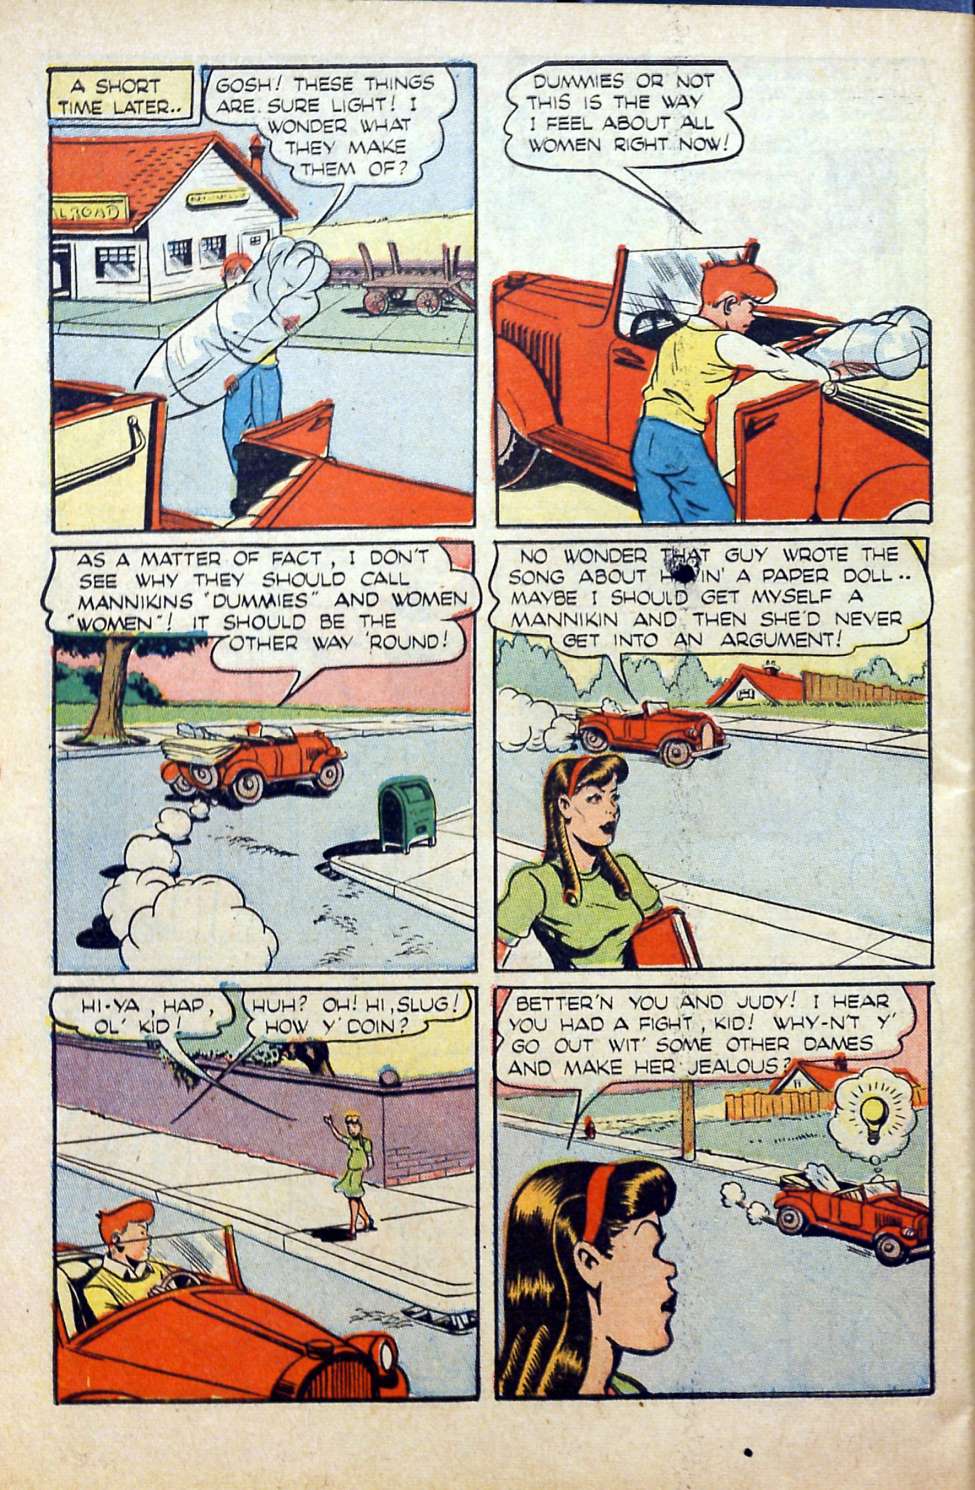 A SHORT
TIME LATER..
GOSH! THESE THINGS
ARE SURE LIGHT! I
WONDER WHAT
THEY MAKE
THEM OF?
LROAD
DUMMIES OR NOT
THIS IS THE WAY
I FEEL ABOUT ALL
WOMEN RIGHT NOW!
AS A MATTER OF FACT, I DON'T
SEE WHY THEY SHOULD CALL
MANNIKINS "DUMMIES" AND WOMEN
"WOMEN"! IT SHOULD BE THE
OTHER WAY 'ROUND!
NO WONDER THAT GUY WROTE THE
SONG ABOUT A PAPER DOLL..
MAYBE I SHOULD GET MYSELF A
MANNIKIN AND THEN SHE'D NEVER
GET INTO AN ARGUMENT!
HI-YA, HAP,
OL' KID!
HUH? OH! HI, SLUG!
HOW Y'DOIN?
BETTER'N YOU AND JUDY! I HEAR
YOU HAD A FIGHT, KID! WHY-N'T Y'
GO OUT WIT' SOME OTHER DAMES
AND MAKE HER JEALOUS?